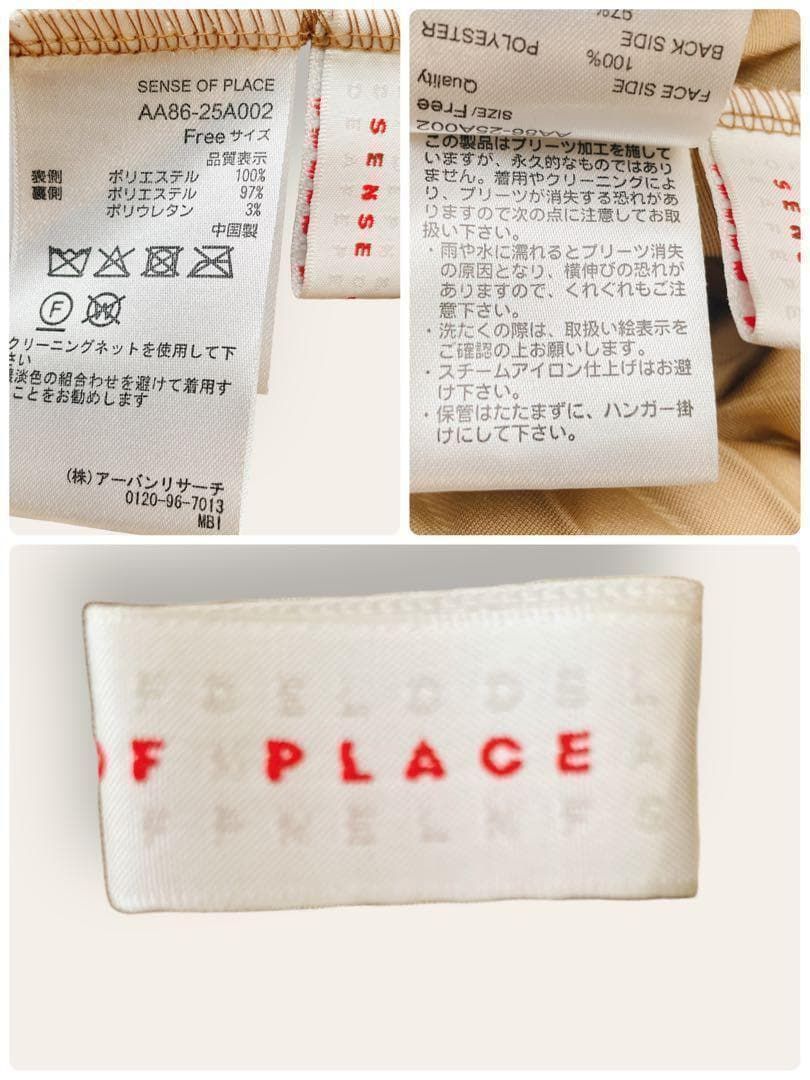 SENSE OF PLACE
AA86-25A002
Free サイズ
品質表示
表側 ポリエステル 100%
裏側 ポリエステル 97%
ポリウレタン 3%
中国製
F
W
クリーニングネットを使用して下
さい
淡色の組合わせを避けて着用す
ことをお勧めします
(株)アーバンリサーチ
0120-96-7013
MBI
SENSE
97%
BACK SIDE POLYESTER
100%
FACE SIDE
Quality
SIZE/Free
AA86-25A002
この製品はプリーツ加工を施して
いますが、永久的なものではあり
ません。着用やクリーニングによ
り、プリーツが消失する恐れがあ
りますので次の点に注意してお取
扱い下さい。
・雨や水に濡れるとプリーツ消失
の原因となり、横伸びの恐れが
ありますので、くれぐれもご注
意下さい。
・洗たくの際は、取扱い絵表示を
ご確認の上お願いします。
・スチームアイロン仕上げはお避
け下さい。
・保管はたたまずに、ハンガー掛
けにして下さい。
SEN
F D E L C D S L
OF PLACE
F P N E L N F S